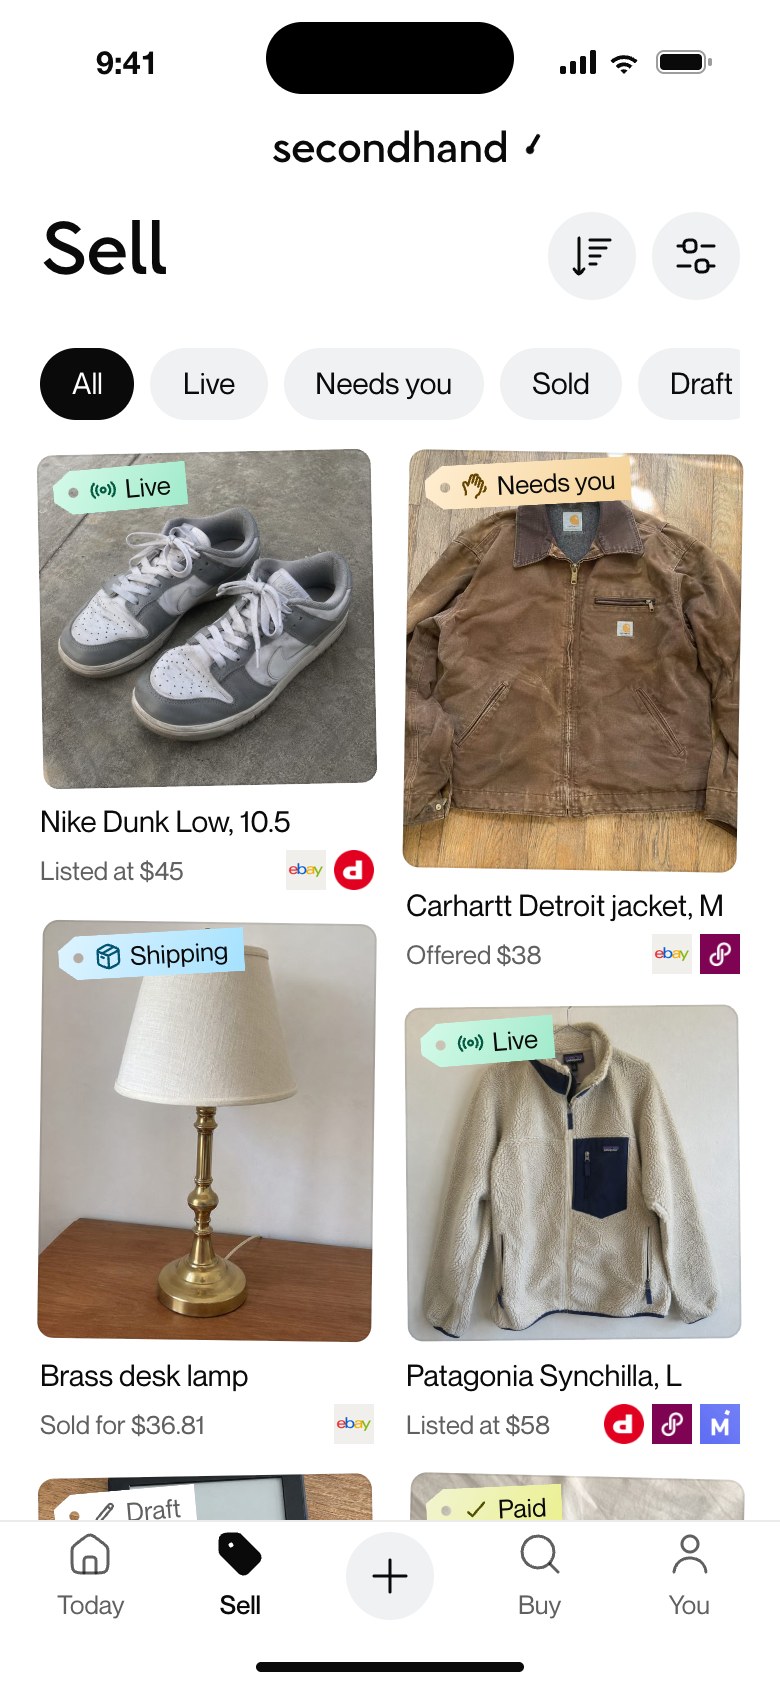 9:41
secondhand
Sell
All
Live
Needs you
Sold
Draft
Live
Nike Dunk Low, 10.5
Listed at $45
ebay
d
Needs you
Carhartt Detroit jacket, M
Offered $38
ebay
Shipping
Brass desk lamp
Sold for $36.81
ebay
Live
Patagonia Synchilla, L
Listed at $58
d
M
Draft
Paid
Today
Sell
Buy
You